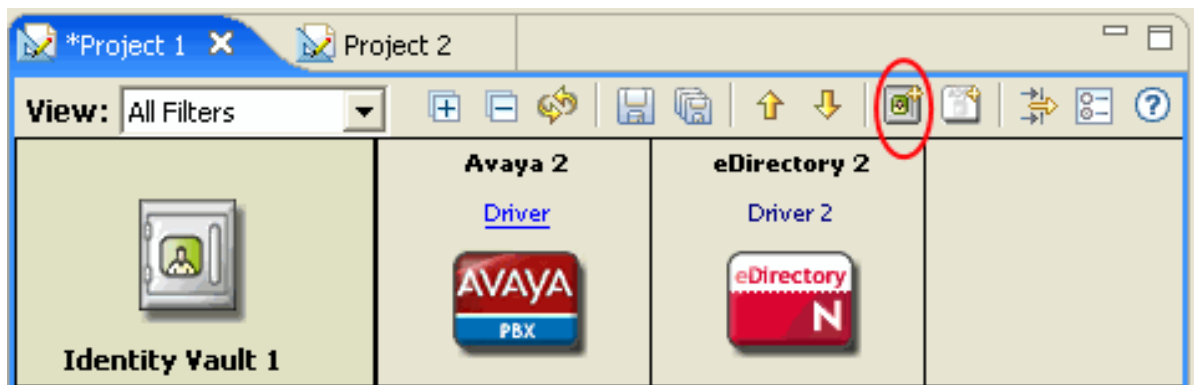 *Project 1 Project 2
View: All Filters
Avaya 2 eDirectory 2
Driver Driver 2
AVAYA eDirectory
PBX N
Identity Vault 1